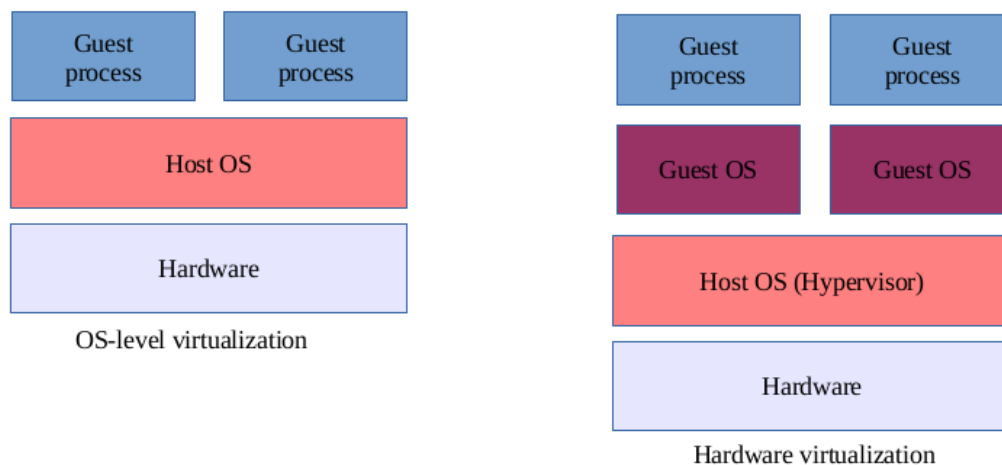 Guest
process
Guest
process
Host OS
Hardware
OS-level virtualization
Guest
process
Guest
process
Guest OS
Guest OS
Host OS (Hypervisor)
Hardware
Hardware virtualization